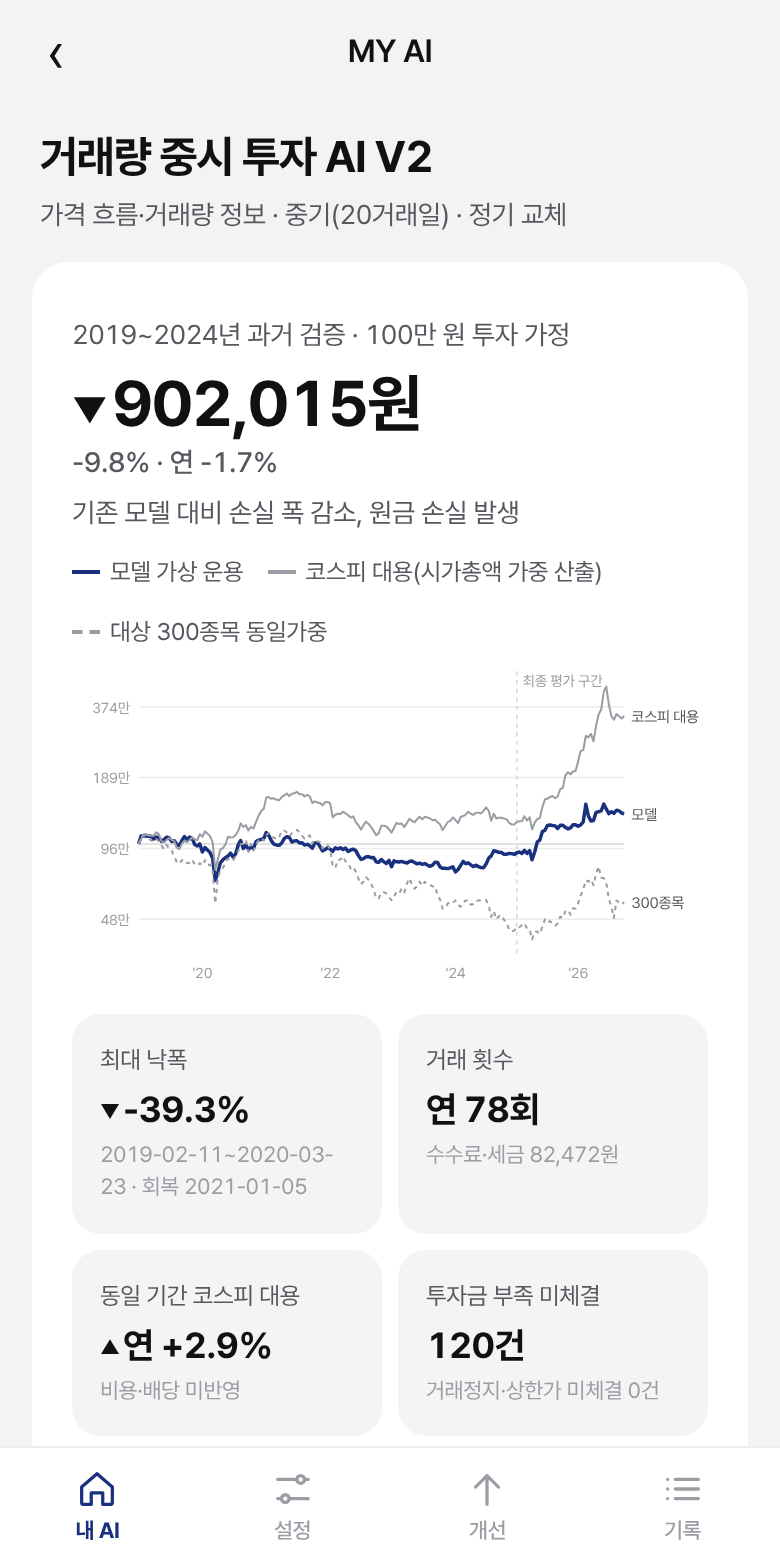 MY AI
거래량 중시 투자 AI V2
가격 흐름·거래량 정보 · 중기(20거래일) · 정기 교체
2019~2024년 과거 검증 · 100만 원 투자 가정
▼902,015원
-9.8% · 연 -1.7%
기존 모델 대비 손실 폭 감소, 원금 손실 발생
모델 가상 운용 코스피 대용(시가총액 가중 산출)
대상 300종목 동일가중
최종 평가 구간
374만
코스피 대용
189만
모델
96만
300종목
48만
'20 '22 '24 '26
최대 낙폭
▼-39.3%
2019-02-11~2020-03-
23 · 회복 2021-01-05
거래 횟수
연 78회
수수료·세금 82,472원
동일 기간 코스피 대용
▲연 +2.9%
비용·배당 미반영
투자금 부족 미체결
120건
거래정지·상한가 미체결 0건
내 AI 설정 개선 기록